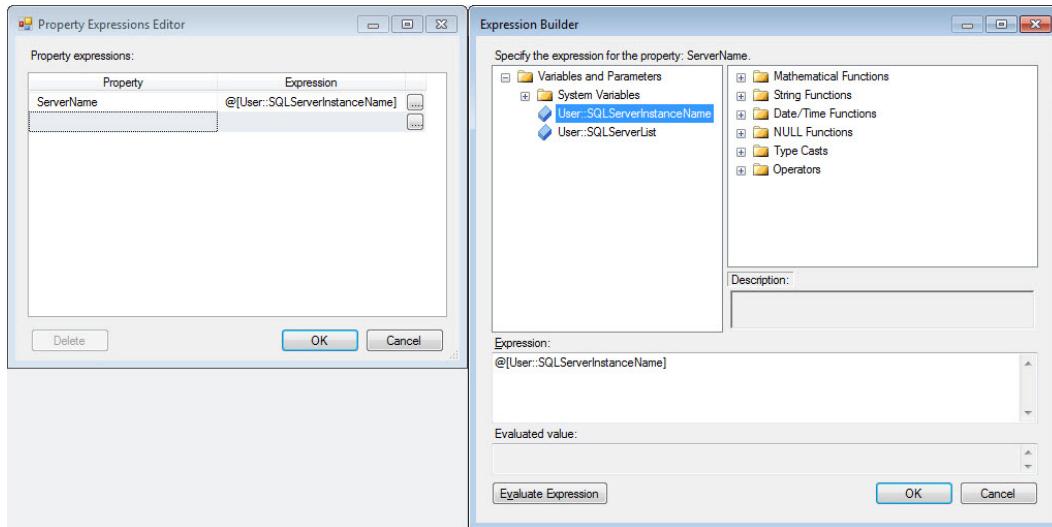 Property Expressions Editor
Property expressions:
Property Expression
ServerName @[User::SQLServerInstanceName] ...
...
Delete OK Cancel
Expression Builder
Specify the expression for the property: ServerName.
Variables and Parameters
System Variables
User::SQLServerInstanceName
User::SQLServerList
Mathematical Functions
String Functions
Date/Time Functions
NULL Functions
Type Casts
Operators
Description:
Expression:
@[User::SQLServerInstanceName]
Evaluated value:
Evaluate Expression OK Cancel